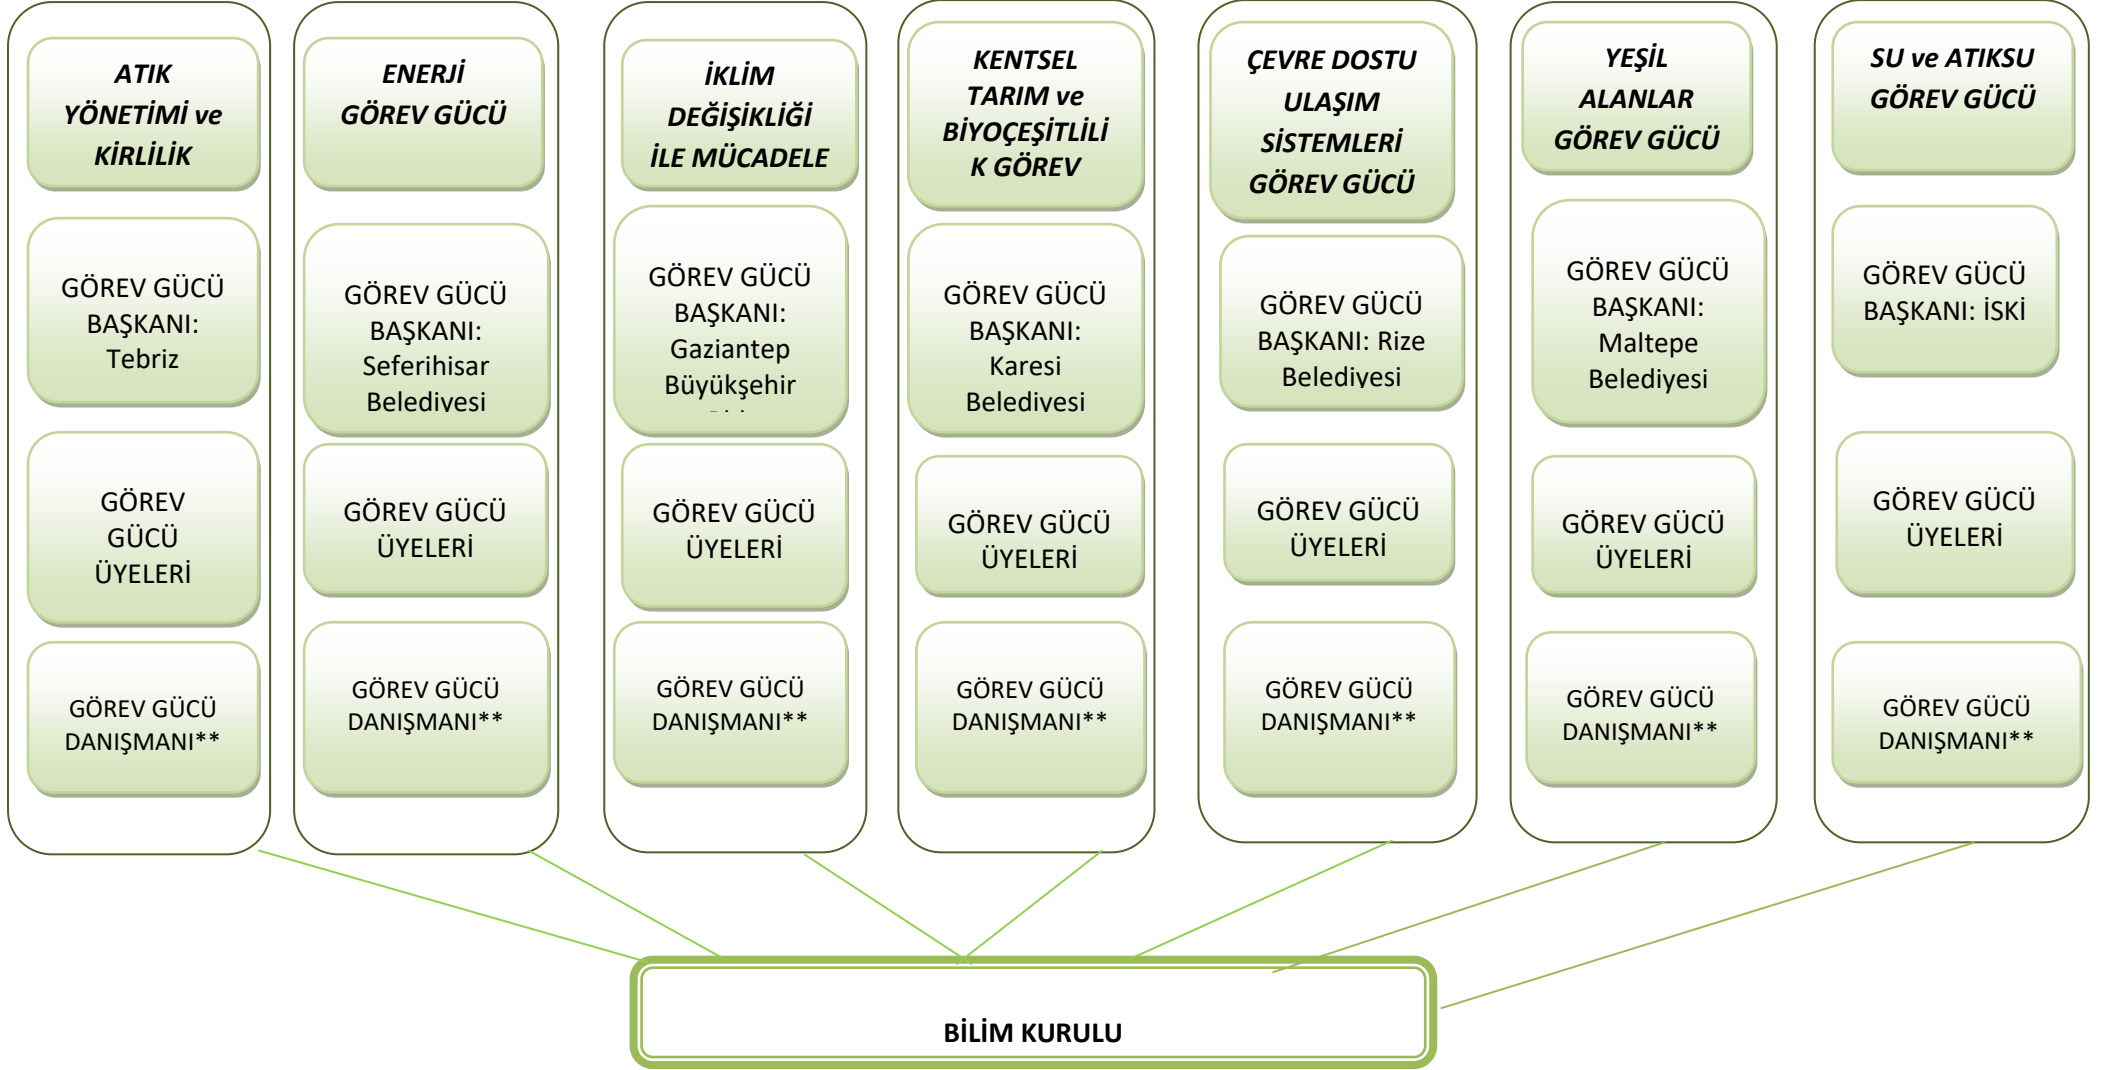 ATIK
YÖNETİMİ ve
KİRLİLİK
GÖREV GÜCÜ
BAŞKANI:
Tebriz
GÖREV
GÜCÜ
ÜYELERİ
GÖREV GÜCÜ
DANIŞMANI**
ENERJİ
GÖREV GÜCÜ
GÖREV GÜCÜ
BAŞKANI:
Seferihisar
Belediyesi
GÖREV GÜCÜ
ÜYELERİ
GÖREV GÜCÜ
DANIŞMANI**
İKLİM
DEĞİŞİKLİĞİ
İLE MÜCADELE
GÖREV GÜCÜ
BAŞKANI:
Gaziantep
Büyükşehir
GÖREV GÜCÜ
ÜYELERİ
GÖREV GÜCÜ
DANIŞMANI**
KENTSEL
TARIM ve
BİYOÇEŞİTLİLİ
K GÖREV
GÖREV GÜCÜ
BAŞKANI:
Karesi
Belediyesi
GÖREV GÜCÜ
ÜYELERİ
GÖREV GÜCÜ
DANIŞMANI**
ÇEVRE DOSTU
ULAŞIM
SİSTEMLERİ
GÖREV GÜCÜ
GÖREV GÜCÜ
BAŞKANI: Rize
Belediyesi
GÖREV GÜCÜ
ÜYELERİ
GÖREV GÜCÜ
DANIŞMANI**
YEŞİL
ALANLAR
GÖREV GÜCÜ
GÖREV GÜCÜ
BAŞKANI:
Maltepe
Belediyesi
GÖREV GÜCÜ
ÜYELERİ
GÖREV GÜCÜ
DANIŞMANI**
SU ve ATIKSU
GÖREV GÜCÜ
GÖREV GÜCÜ
BAŞKANI: İSKİ
GÖREV GÜCÜ
ÜYELERİ
GÖREV GÜCÜ
DANIŞMANI**
BİLİM KURULU